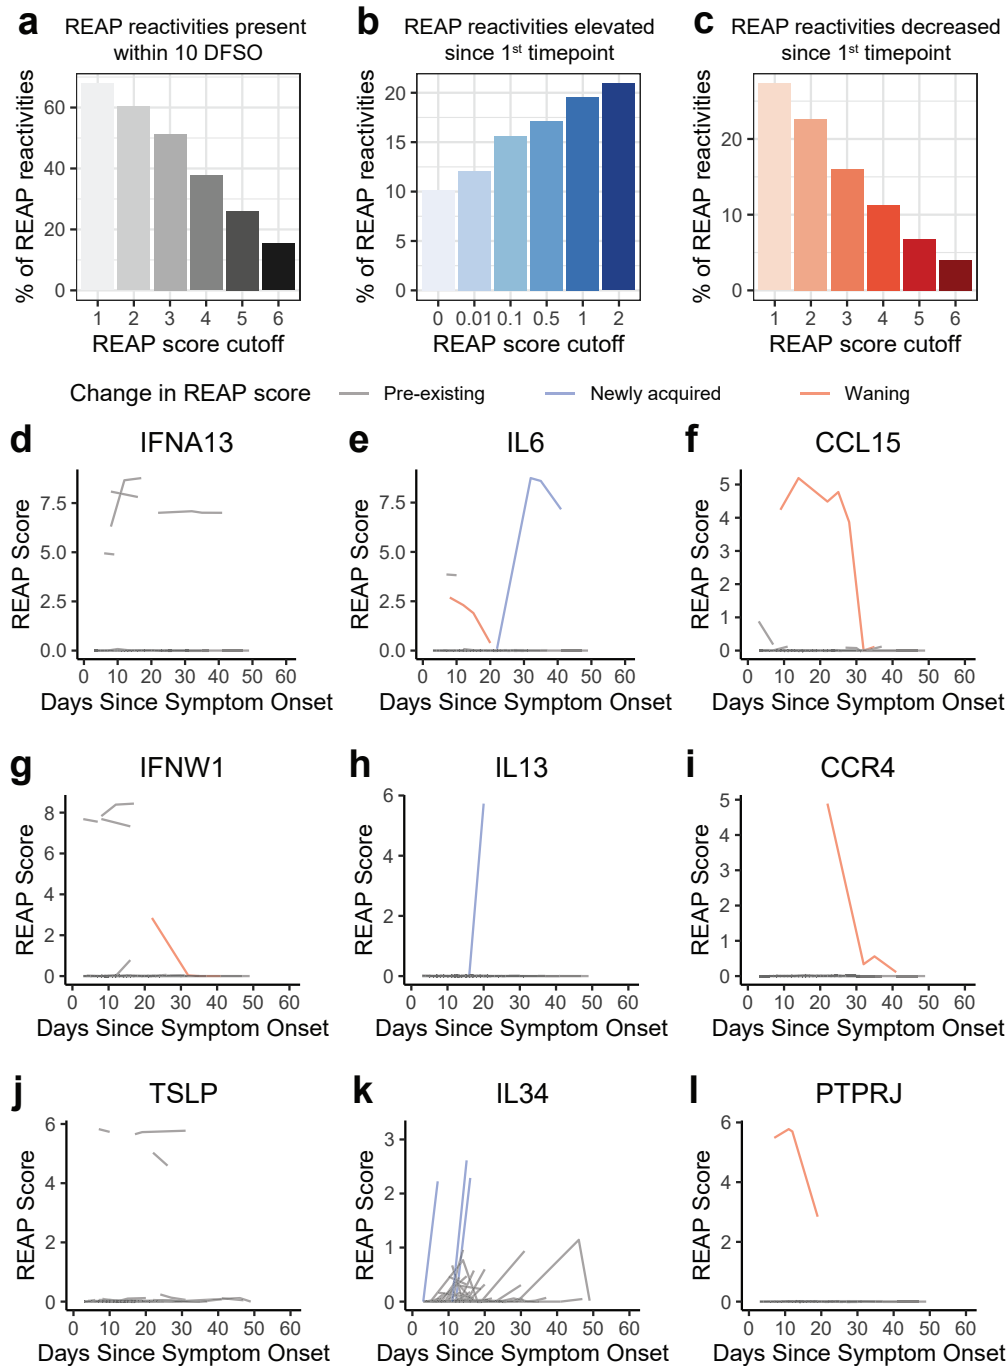 a REAP reactivities present
within 10 DFSO
% of REAP reactivities
60
40
20
0
1 2 3 4 5 6
REAP score cutoff
b REAP reactivities elevated
since 1st timepoint
% of REAP reactivities
20
15
10
5
0
0 0.01 0.1 0.5 1 2
REAP score cutoff
c REAP reactivities decreased
since 1st timepoint
% of REAP reactivities
20
10
0
1 2 3 4 5 6
REAP score cutoff
Change in REAP score Pre-existing Newly acquired Waning
d IFNA13
REAP Score
7.5
5.0
2.5
0.0
0 10 20 30 40 50 60
Days Since Symptom Onset
e IL6
REAP Score
7.5
5.0
2.5
0.0
0 10 20 30 40 50 60
Days Since Symptom Onset
f CCL15
REAP Score
5
4
3
2
1
0
0 10 20 30 40 50 60
Days Since Symptom Onset
g IFNW1
REAP Score
8
6
4
2
0
0 10 20 30 40 50 60
Days Since Symptom Onset
h IL13
REAP Score
6
4
2
0
0 10 20 30 40 50 60
Days Since Symptom Onset
i CCR4
REAP Score
5
4
3
2
1
0
0 10 20 30 40 50 60
Days Since Symptom Onset
j TSLP
REAP Score
6
4
2
0
0 10 20 30 40 50 60
Days Since Symptom Onset
k IL34
REAP Score
3
2
1
0
0 10 20 30 40 50 60
Days Since Symptom Onset
l PTPRJ
REAP Score
6
4
2
0
0 10 20 30 40 50 60
Days Since Symptom Onset